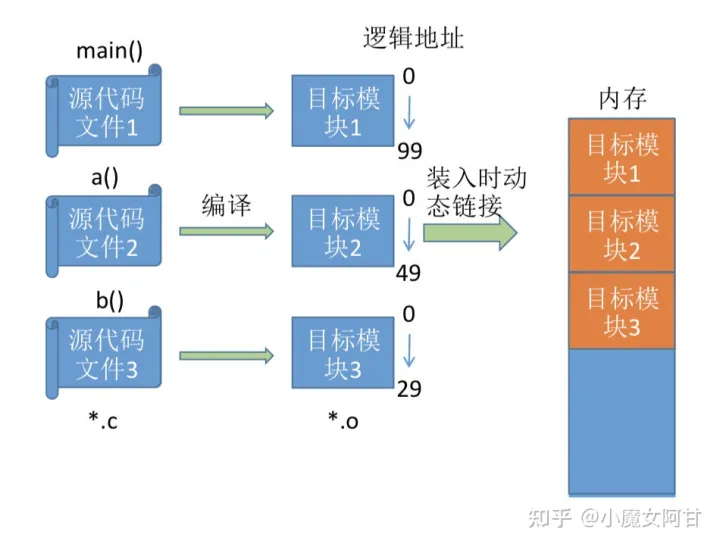 main()
逻辑地址
源代码
文件1
目标模
块1
0
99
内存
a()
源代码
文件2
编译
目标模
块2
0
49
装入时动
态链接
目标模
块1
目标模
块2
目标模
块3
b()
源代码
文件3
目标模
块3
0
29
*.c
*.o
知乎 @小魔女阿甘